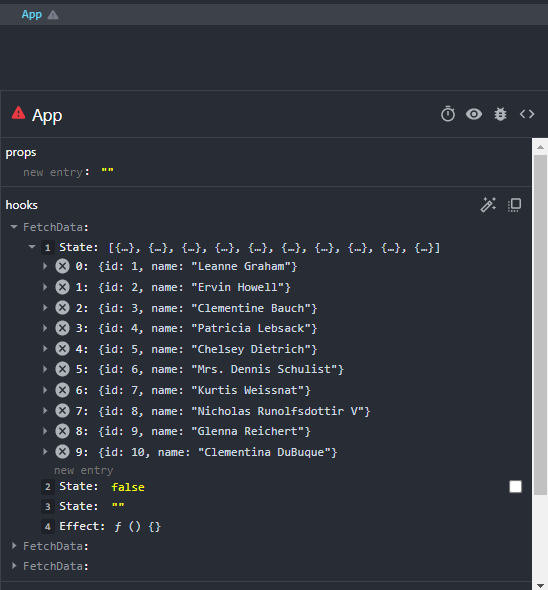 App
App
props
new entry: ""
hooks
FetchData:
1 State: [{…}, {…}, {…}, {…}, {…}, {…}, {…}, {…}, {…}, {…}]
0: {id: 1, name: "Leanne Graham"}
1: {id: 2, name: "Ervin Howell"}
2: {id: 3, name: "Clementine Bauch"}
3: {id: 4, name: "Patricia Lebsack"}
4: {id: 5, name: "Chelsey Dietrich"}
5: {id: 6, name: "Mrs. Dennis Schulist"}
6: {id: 7, name: "Kurtis Weissnat"}
7: {id: 8, name: "Nicholas Runolfsdottir V"}
8: {id: 9, name: "Glenna Reichert"}
9: {id: 10, name: "Clementina DuBuque"}
new entry
2 State: false
3 State: ""
4 Effect: ƒ () {}
FetchData:
FetchData: